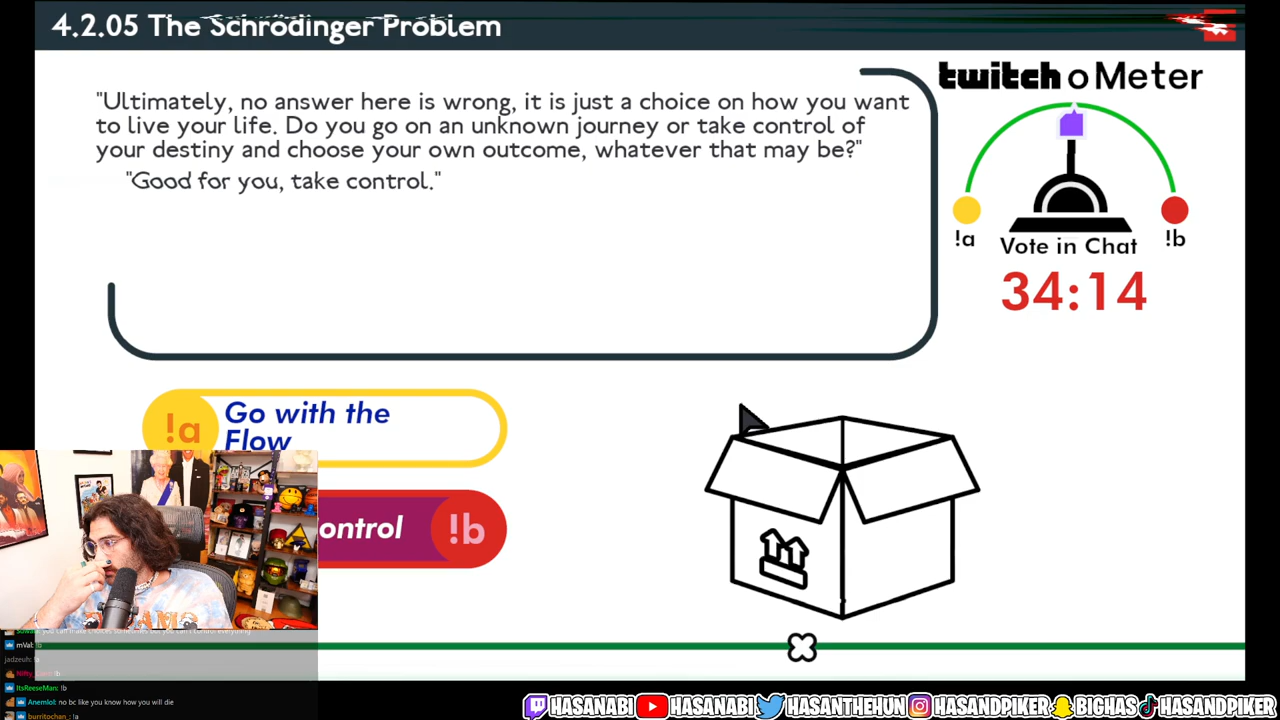 4.2.05 The Schrödinger Problem
"Ultimately, no answer here is wrong, it is just a choice on how you want
to live your life. Do you go on an unknown journey or take control of
your destiny and choose your own outcome, whatever that may be?"
"Good for you, take control."
twitch o Meter
!a
!b
Vote in Chat
34:14
!a
Go with the
Flow
ontrol
!b
mVal: !b
jadzeuh: !b
ItsReeseMan: !b
Anemlol: no bc like you know how you will die
burritochan_: !a
HASANABI
HASANABI
HASANTHEHUN
HASANDPIKER
BIGHAS
HASANDPIKER